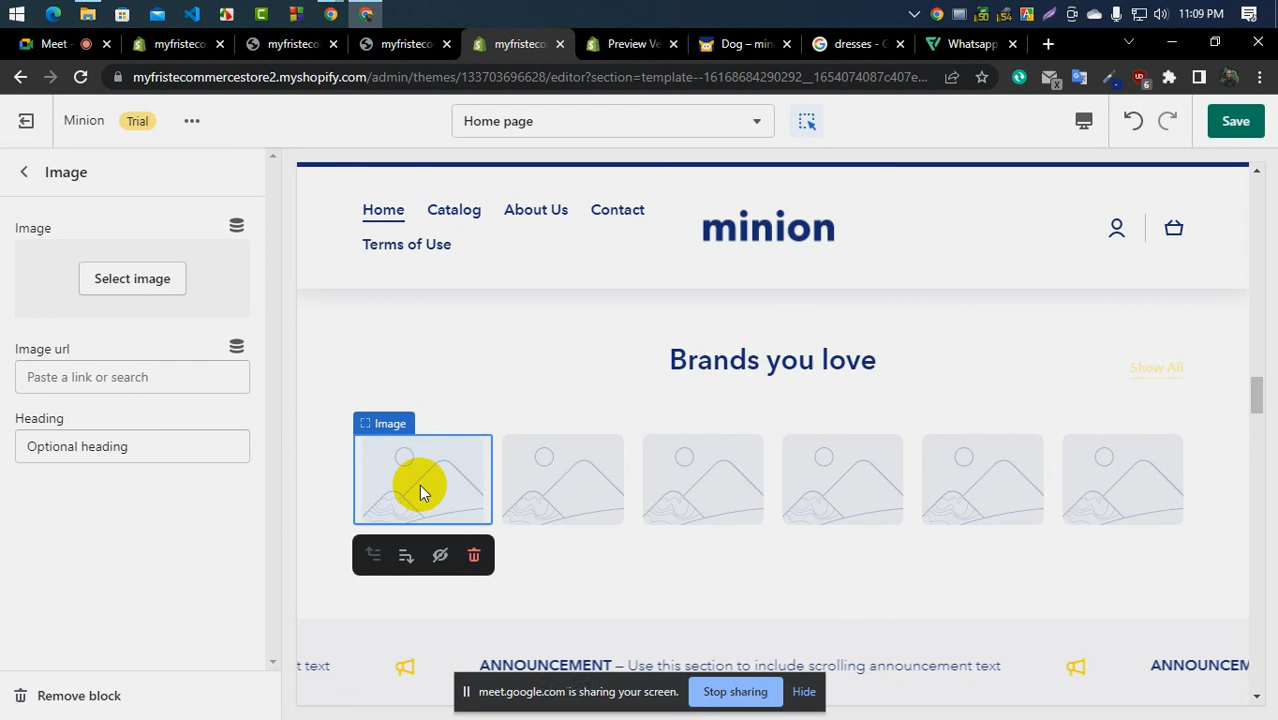 11:09 PM
Meet -
myfristeco
myfristeco
myfristeco
myfristeco
Preview Ve
Dog – mini
dresses - G
Whatsapp
myfristecommercestore2.myshopify.com/admin/themes/133703696628/editor?section=template--16168684290292__1654074087c407e...
Minion Trial
Home page
Save
Image
Image
Select image
Image url
Paste a link or search
Heading
Optional heading
Remove block
Home Catalog About Us Contact
Terms of Use
minion
Brands you love
Show All
Image
nt text
ANNOUNCEMENT – Use this section to include scrolling announcement text
ANNOUNCEM
meet.google.com is sharing your screen. Stop sharing Hide